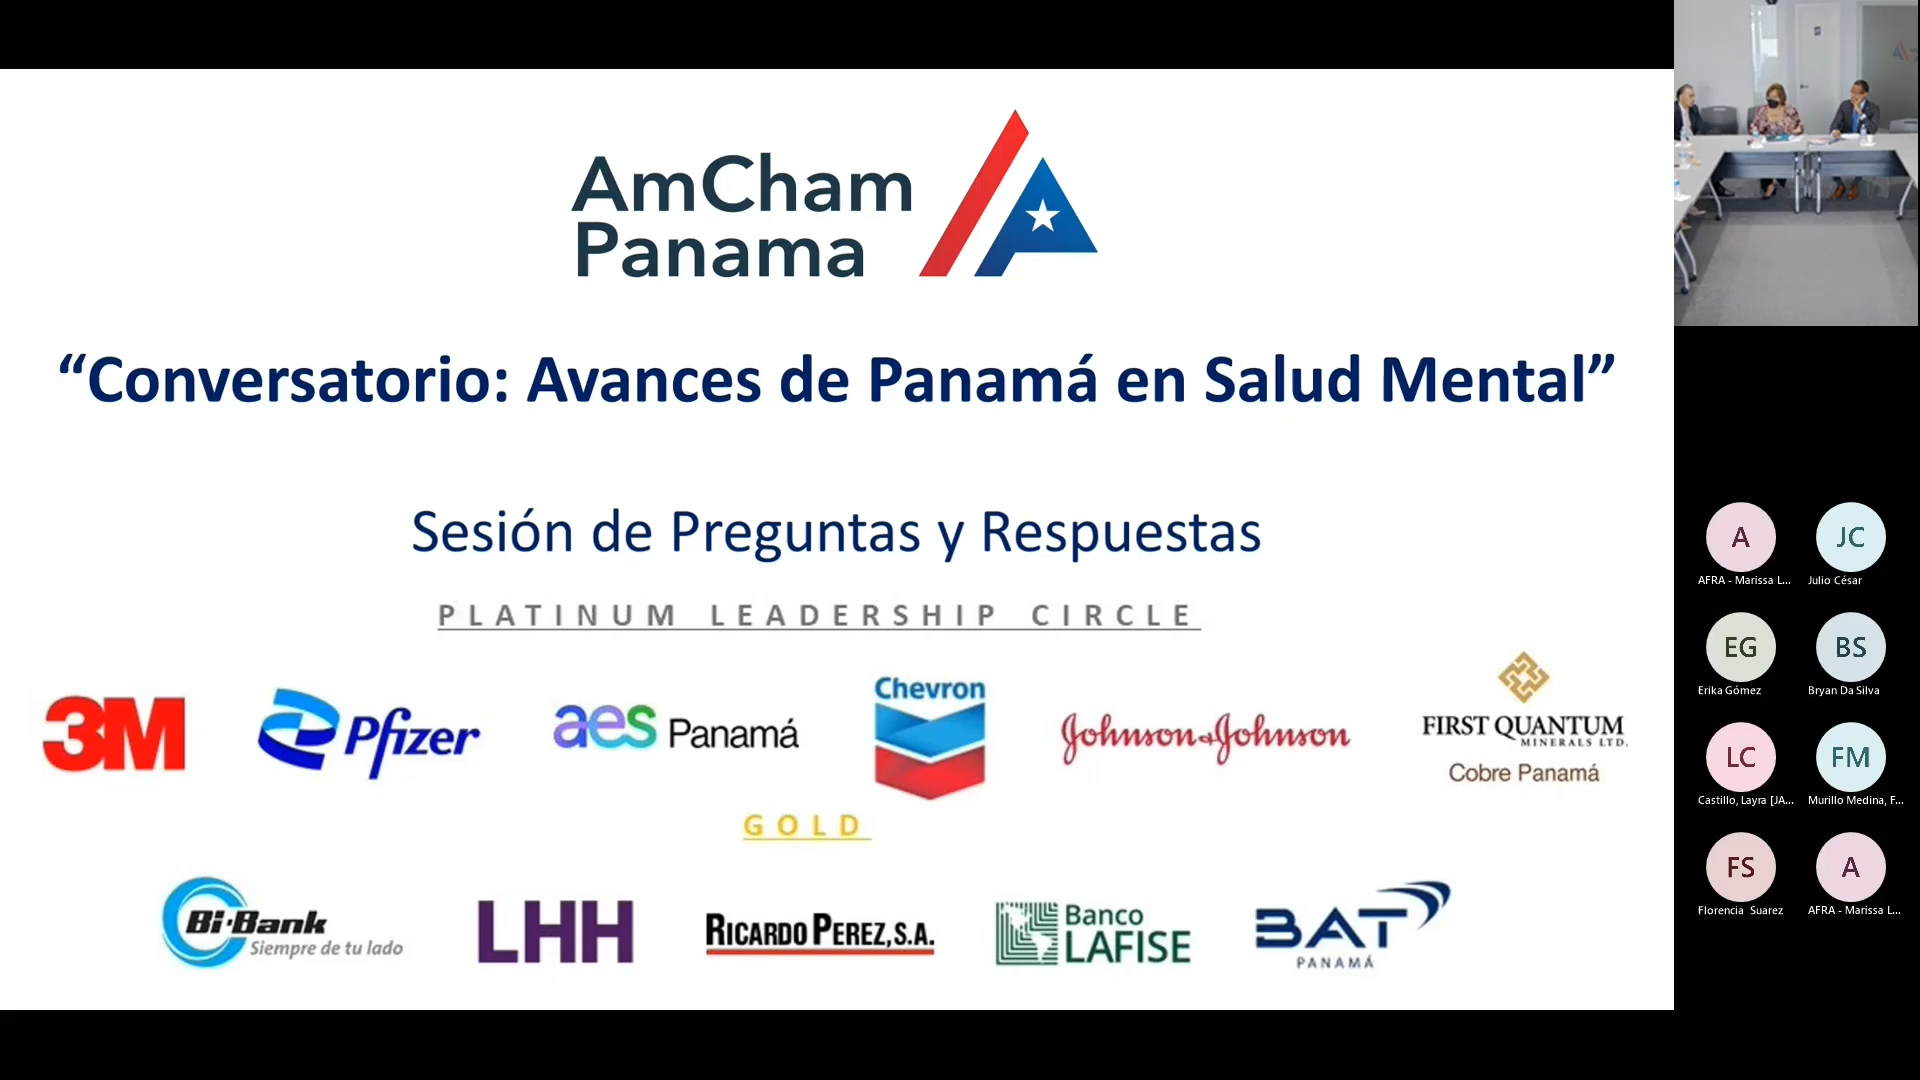 AmCham
Panama
“Conversatorio: Avances de Panamá en Salud Mental”
Sesión de Preguntas y Respuestas
PLATINUM LEADERSHIP CIRCLE
3M
Pfizer
aes Panamá
Chevron
Johnson & Johnson
FIRST QUANTUM
MINERALS LTD.
Cobre Panamá
GOLD
Bi-Bank
Siempre de tu lado
LHH
RICARDO PEREZ, S.A.
Banco
LAFISE
BAT
PANAMÁ
A
AFRA - Marissa L...
JC
Julio César
EG
Erika Gómez
BS
Bryan Da Silva
LC
Castillo, Layra [JA...
FM
Murillo Medina, F...
FS
Florencia Suarez
A
AFRA - Marissa L...